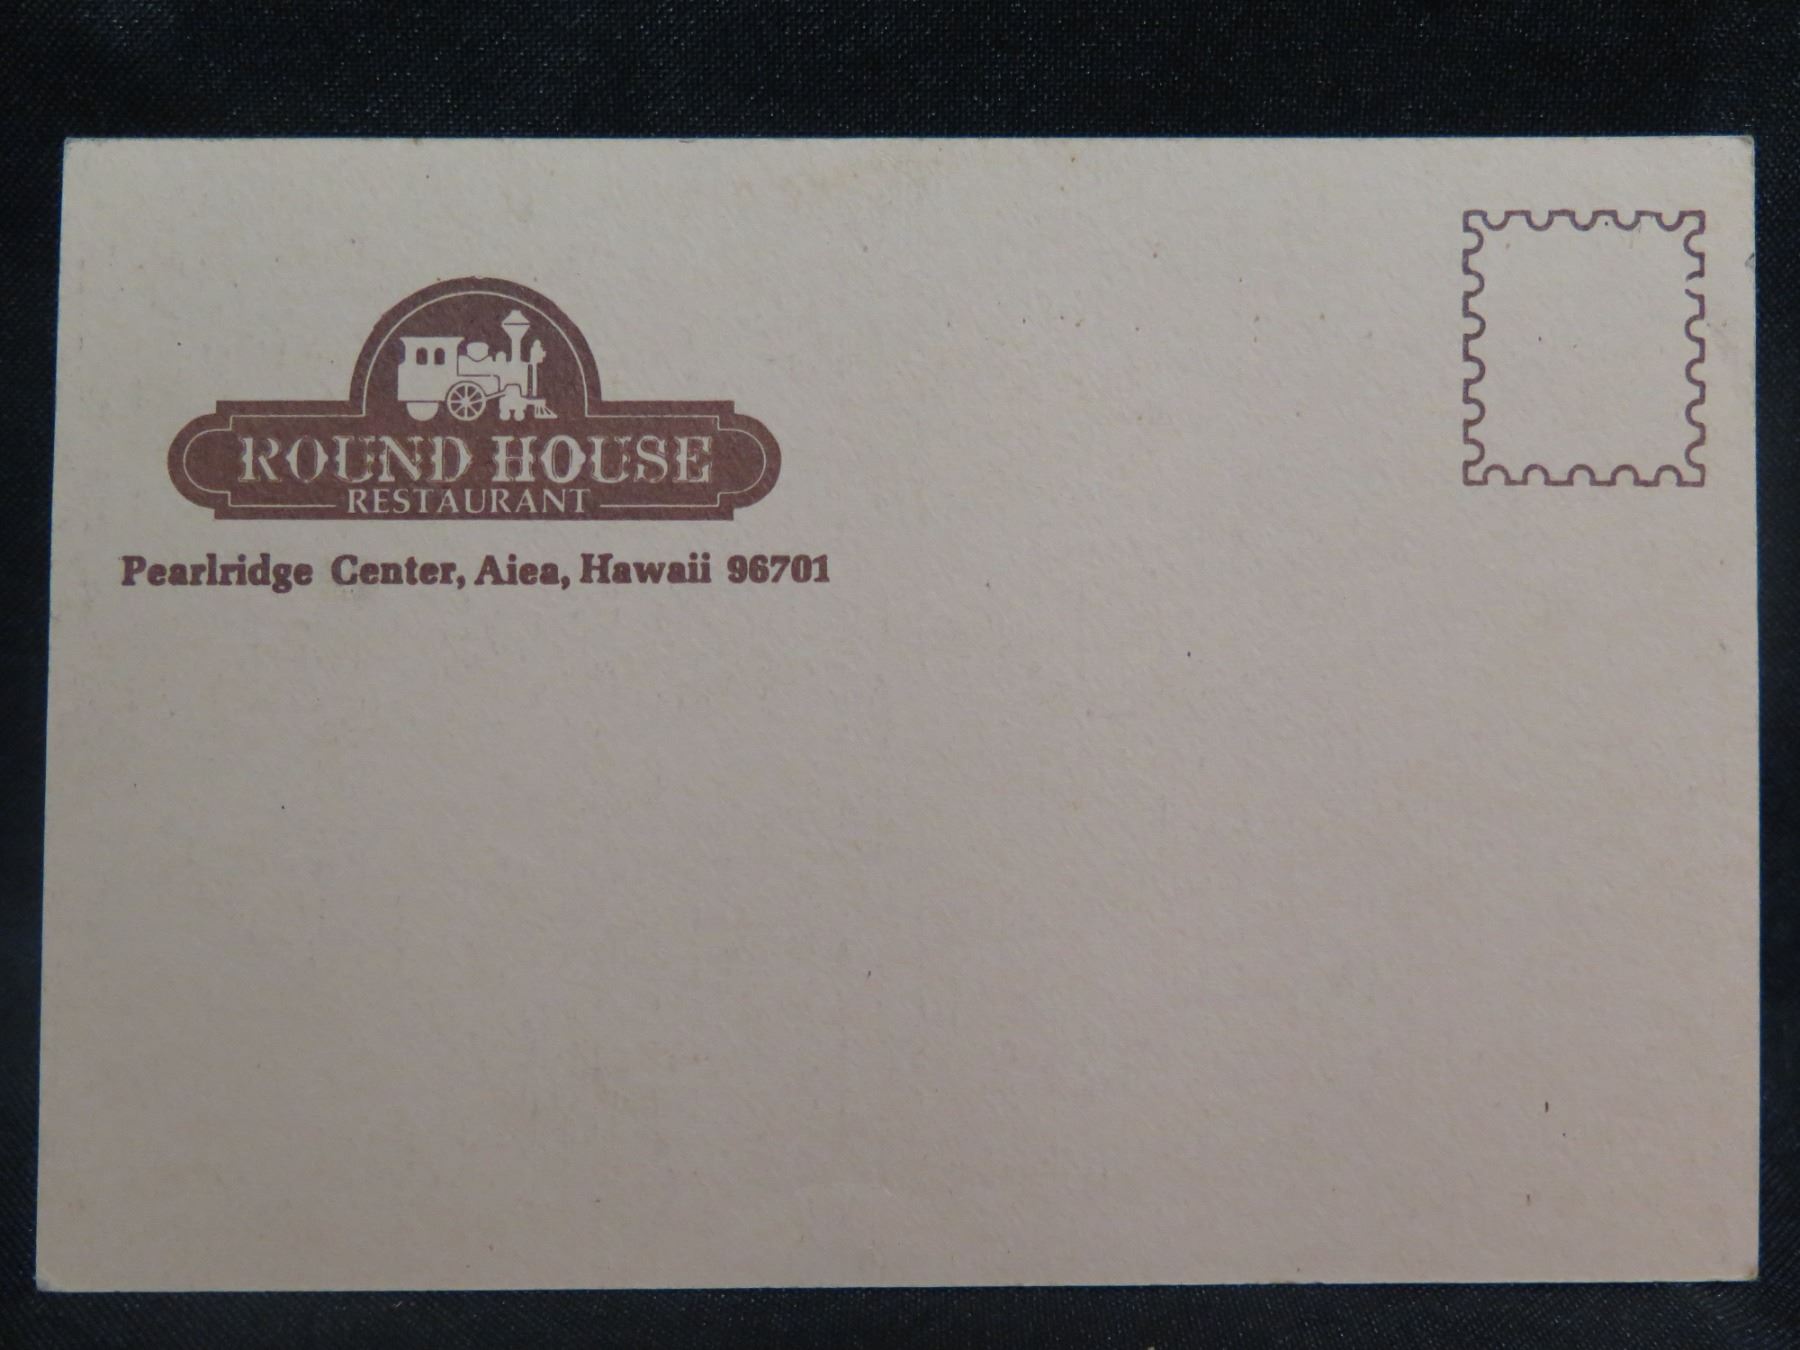 ROUND HOUSE
RESTAURANT
Pearlridge Center, Aiea, Hawaii 96701